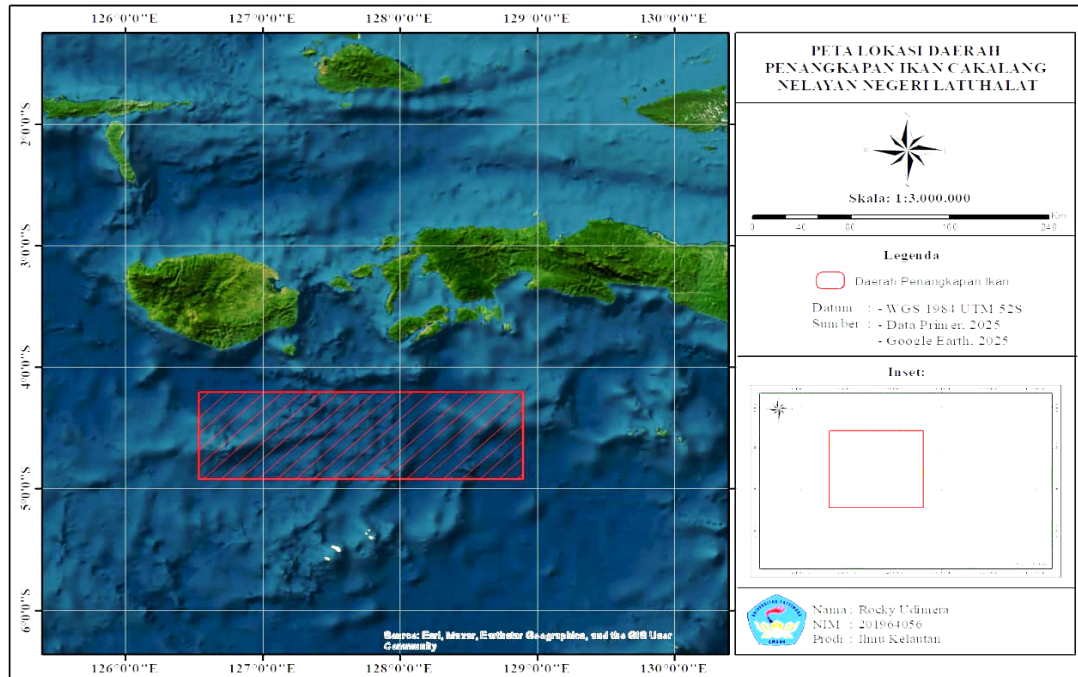 126°0'0"E 127°0'0"E 128°0'0"E 129°0'0"E 130°0'0"E
2°0'0"S
3°0'0"S
4°0'0"S
5°0'0"S
6°0'0"S
126°0'0"E 127°0'0"E 128°0'0"E 129°0'0"E 130°0'0"E
Source: Esri, Maxar, Earthstar Geographics, and the GIS User
Community
PETA LOKASI DAERAH
PENANGKAPAN IKAN CAKALANG
NELAYAN NEGERI LATUHALAT
Skala: 1:3.000.000
Km
0 40 80 160 240
Legenda
Daerah Penangkapan Ikan
Datum : - WGS 1984 UTM 52S
Sumber : - Data Primer, 2025
- Google Earth, 2025
Inset:
Nama : Rocky Udimera
NIM : 201964056
Prodi : Ilmu Kelautan